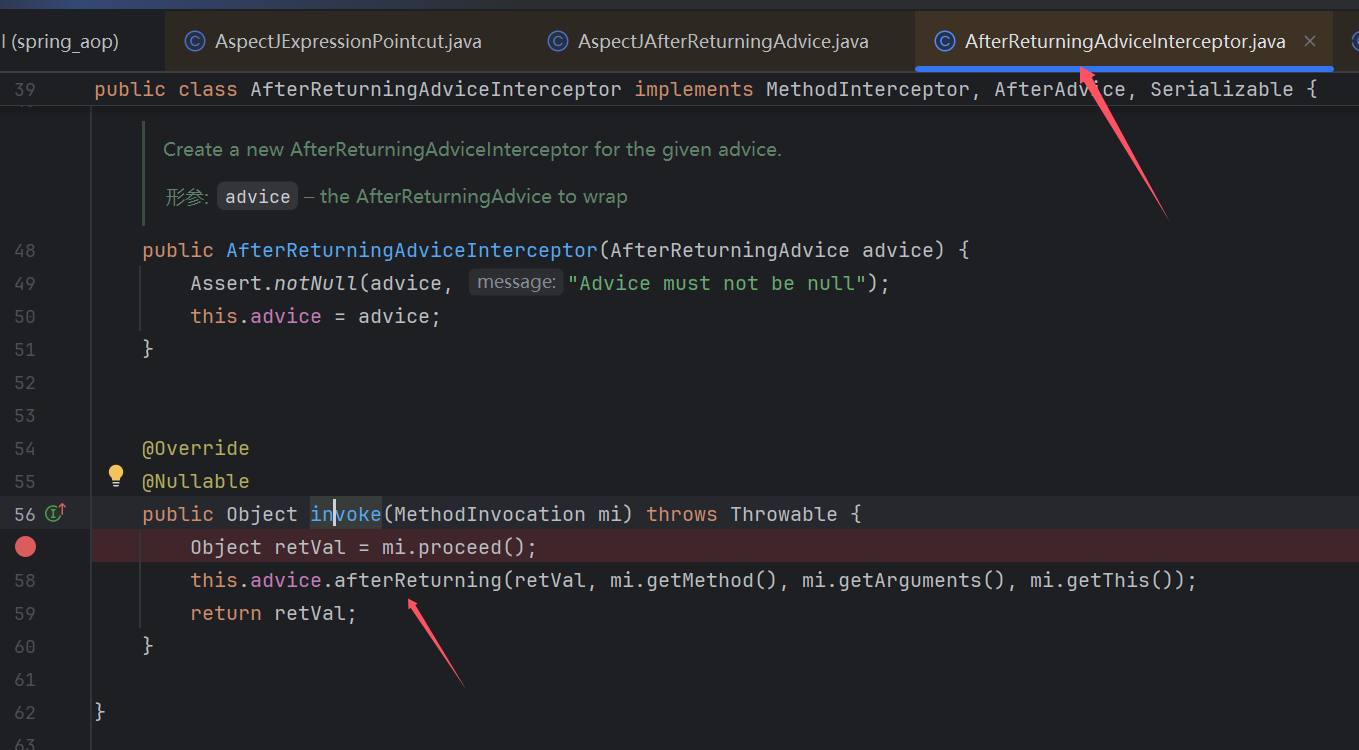 l (spring_aop) AspectJExpressionPointcut.java AspectJAfterReturningAdvice.java AfterReturningAdviceInterceptor.java
39 public class AfterReturningAdviceInterceptor implements MethodInterceptor, AfterAdvice, Serializable {
Create a new AfterReturningAdviceInterceptor for the given advice.
形参: advice – the AfterReturningAdvice to wrap
48 public AfterReturningAdviceInterceptor(AfterReturningAdvice advice) {
49 Assert.notNull(advice, message: "Advice must not be null");
50 this.advice = advice;
51 }
52
53
54 @Override
55 @Nullable
56 public Object invoke(MethodInvocation mi) throws Throwable {
Object retVal = mi.proceed();
58 this.advice.afterReturning(retVal, mi.getMethod(), mi.getArguments(), mi.getThis());
59 return retVal;
60 }
61
62 }
63